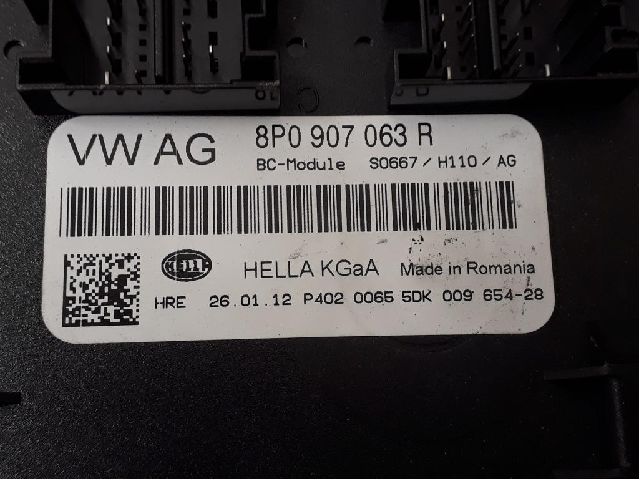 VW AG 8P0 907 063 R
BC-Module S0667 / H110 / AG
HELLA HELLA KGaA Made in Romania
HRE 26.01.12 P402 0065 5DK 009 654-28